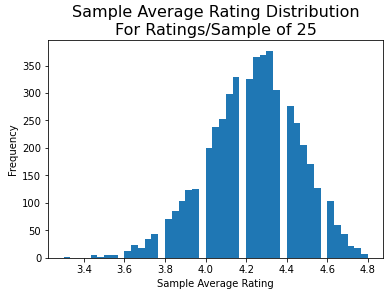 Sample Average Rating Distribution
For Ratings/Sample of 25
Frequency
350
300
250
200
150
100
50
0
3.4 3.6 3.8 4.0 4.2 4.4 4.6 4.8
Sample Average Rating